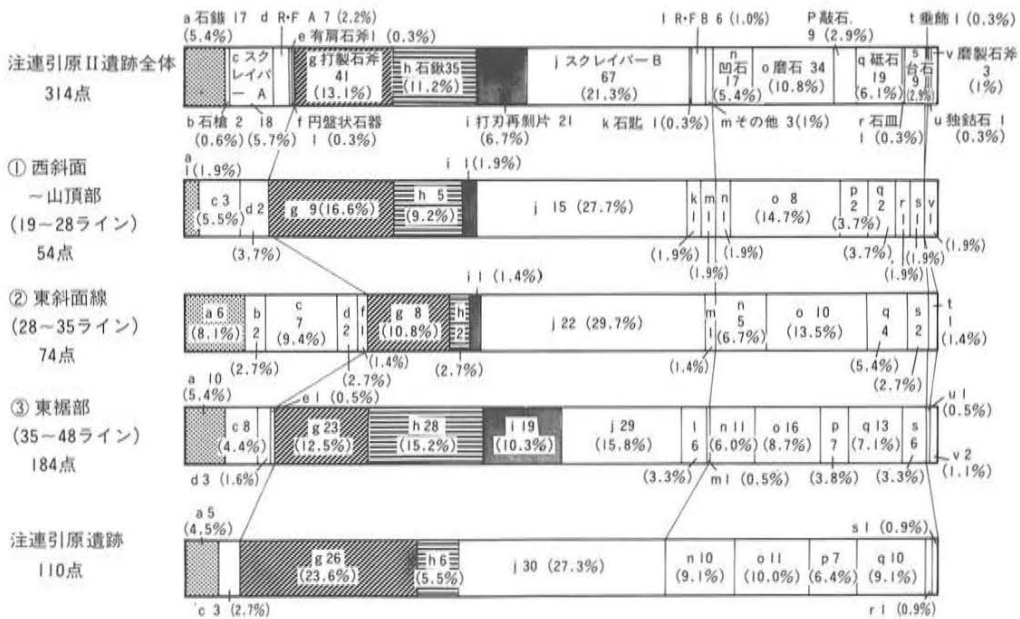 a 石鏃 17 d R・F A 7 (2.2%) l R・F B 6 (1.0%) P 敲石. t 垂飾 1 (0.3%)
(5.4%) e 有肩石斧1 (0.3%) 9 (2.9%)
注連引原II遺跡全体
314点
c スクレイパー A
18
(5.7%)
g 打製石斧
41
(13.1%)
h 石鍬35
(11.2%)
j スクレイパー B
67
(21.3%)
n
凹石
17
(5.4%)
o 磨石 34
(10.8%)
q 砥石
19
(6.1%)
s
台石
9
(2.9%)
v 磨製石斧
3
(1%)
b 石槍 2
(0.6%)
f 円盤状石器
1 (0.3%)
i 打刃再剝片 21
(6.7%)
k 石匙 1 (0.3%)
m その他 3 (1%)
r 石皿
1 (0.3%)
u 独鈷石 1
(0.3%)
① 西斜面
～山頂部
(19～28ライン)
54点
a
1 (1.9%)
c 3
(5.5%)
d 2
(3.7%)
g 9(16.6%)
h 5
(9.2%)
i 1(1.9%)
j 15 (27.7%)
k
1
(1.9%)
m
1
(1.9%)
n
1
(1.9%)
o 8
(14.7%)
p
2
(3.7%)
q
2
(3.7%)
r
1
(1.9%)
s
1
(1.9%)
v
1
(1.9%)
② 東斜面線
(28～35ライン)
74点
a 6
(8.1%)
b
2
(2.7%)
c
7
(9.4%)
d
2
(2.7%)
f
1
(1.4%)
g 8
(10.8%)
h
2
(2.7%)
i 1 (1.4%)
j 22 (29.7%)
m
1
(1.4%)
n
5
(6.7%)
o 10
(13.5%)
q
4
(5.4%)
s
2
(2.7%)
t
1
(1.4%)
③ 東裾部
(35～48ライン)
184点
a 10
(5.4%)
c 8
(4.4%)
d 3 (1.6%)
e 1 (0.5%)
g 23
(12.5%)
h 28
(15.2%)
i 19
(10.3%)
j 29
(15.8%)
l
6
(3.3%)
m 1 (0.5%)
n 11
(6.0%)
o 16
(8.7%)
p
7
(3.8%)
q 13
(7.1%)
s
6
(3.3%)
u 1
(0.5%)
v 2
(1.1%)
注連引原遺跡
110点
a 5
(4.5%)
c 3 (2.7%)
g 26
(23.6%)
h 6
(5.5%)
j 30 (27.3%)
n 10
(9.1%)
o 11
(10.0%)
p 7
(6.4%)
q 10
(9.1%)
r 1 (0.9%)
s 1 (0.9%)